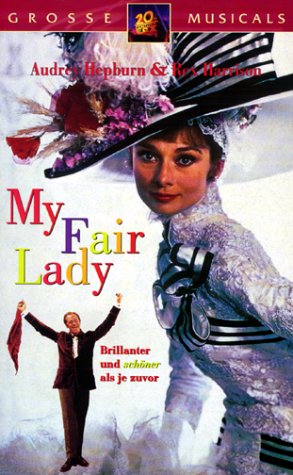 GROSSE MUSICALS
Audrey Hepburn & Rex Harrison
My
Fair
Lady
Brillanter
und schöner
als je zuvor